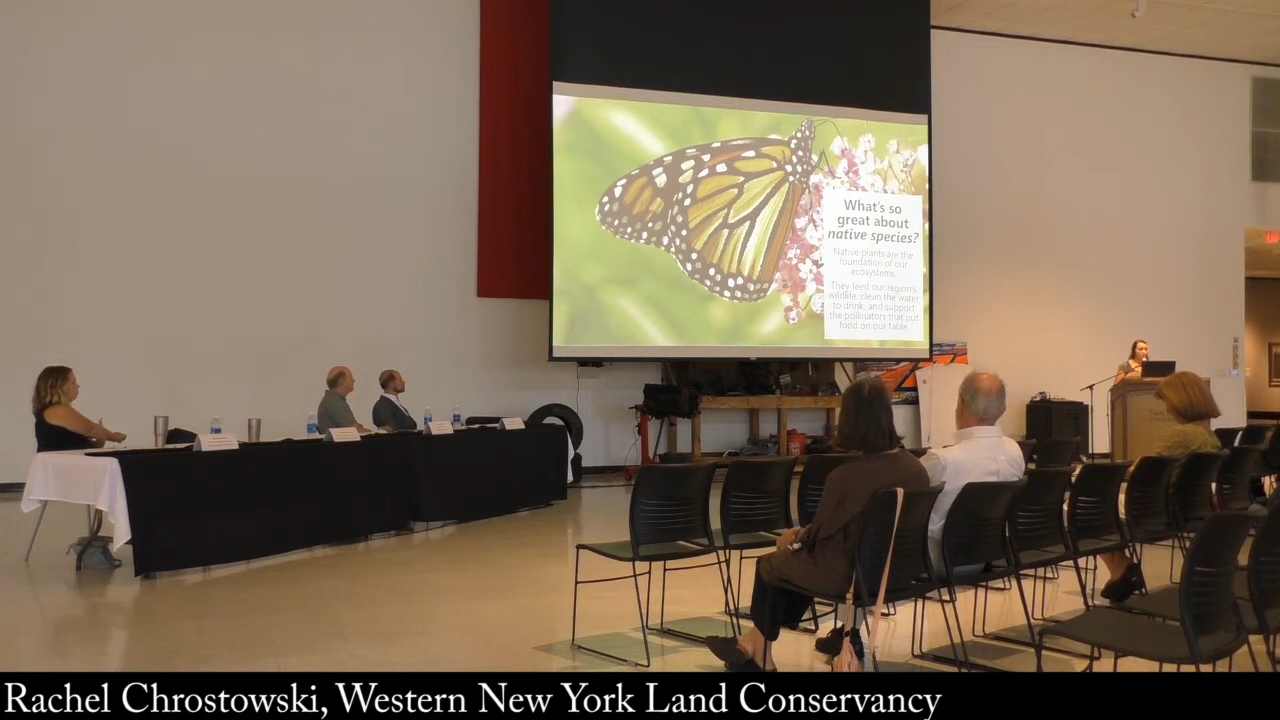 What's so
great about
native species?
Native plants are the
foundation of our
ecosystems.
They feed our region's
wildlife, clean the water
to drink, and support
the pollinators that put
food on our table.
Rachel Chrostowski, Western New York Land Conservancy